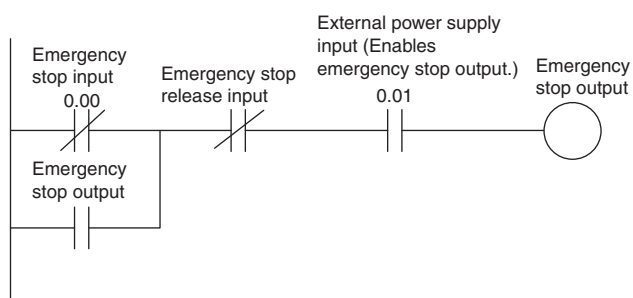 External power supply
input (Enables
emergency stop output.)
0.01
Emergency
stop input
0.00
Emergency stop
release input
Emergency
stop output
Emergency
stop output